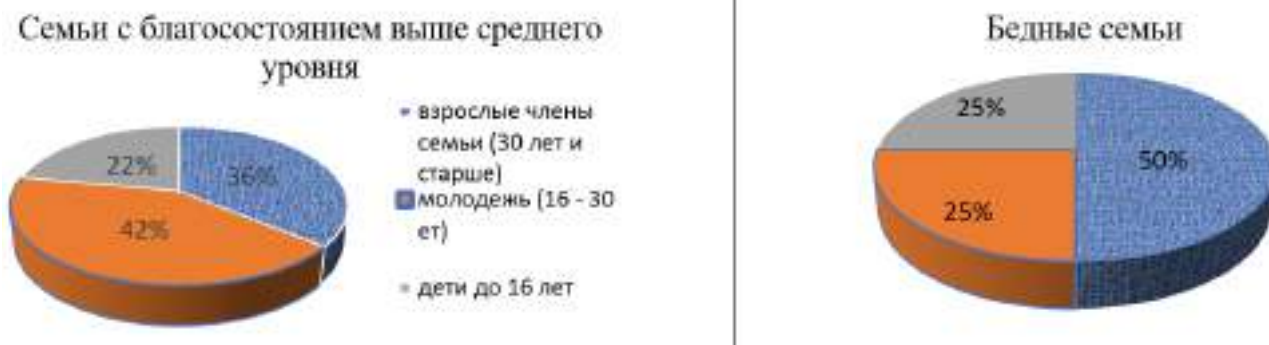 Семьи с благосостоянием выше среднего
уровня
22%
36%
42%
взрослые члены
семьи (30 лет и
старше)
молодежь (16 - 30
ет)
дети до 16 лет
Бедные семьи
25%
50%
25%